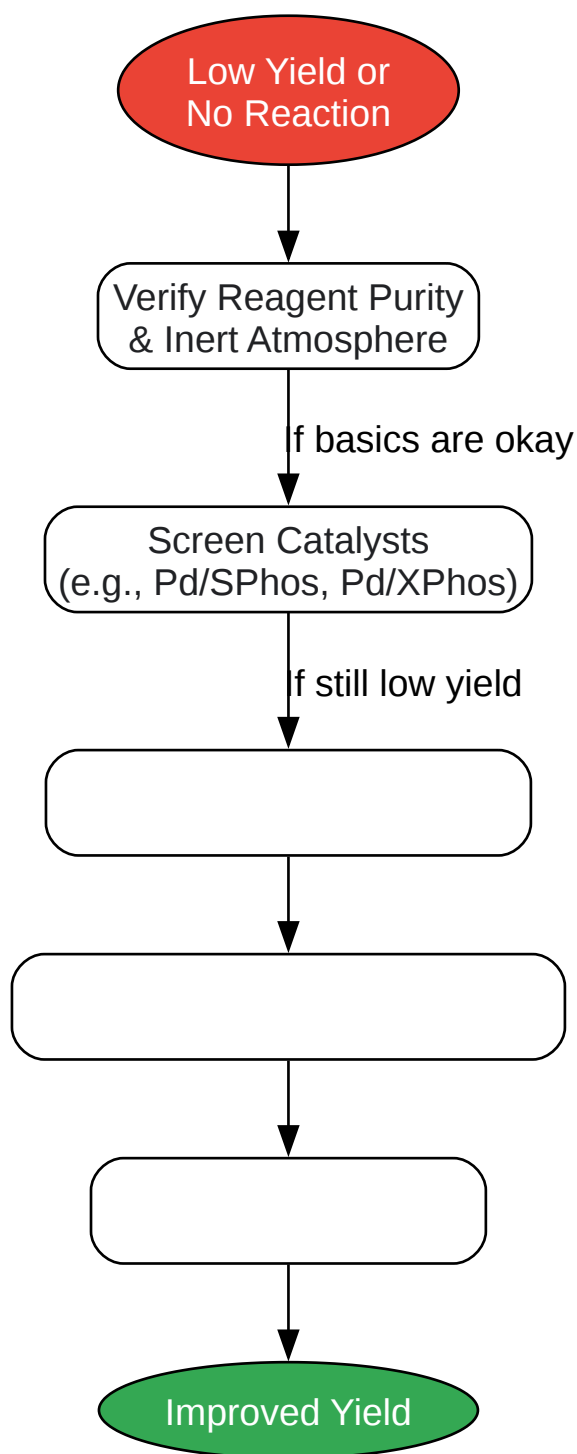 Low Yield or
No Reaction
Verify Reagent Purity
& Inert Atmosphere
If basics are okay
Screen Catalysts
(e.g., Pd/SPhos, Pd/XPhos)
If still low yield
Improved Yield